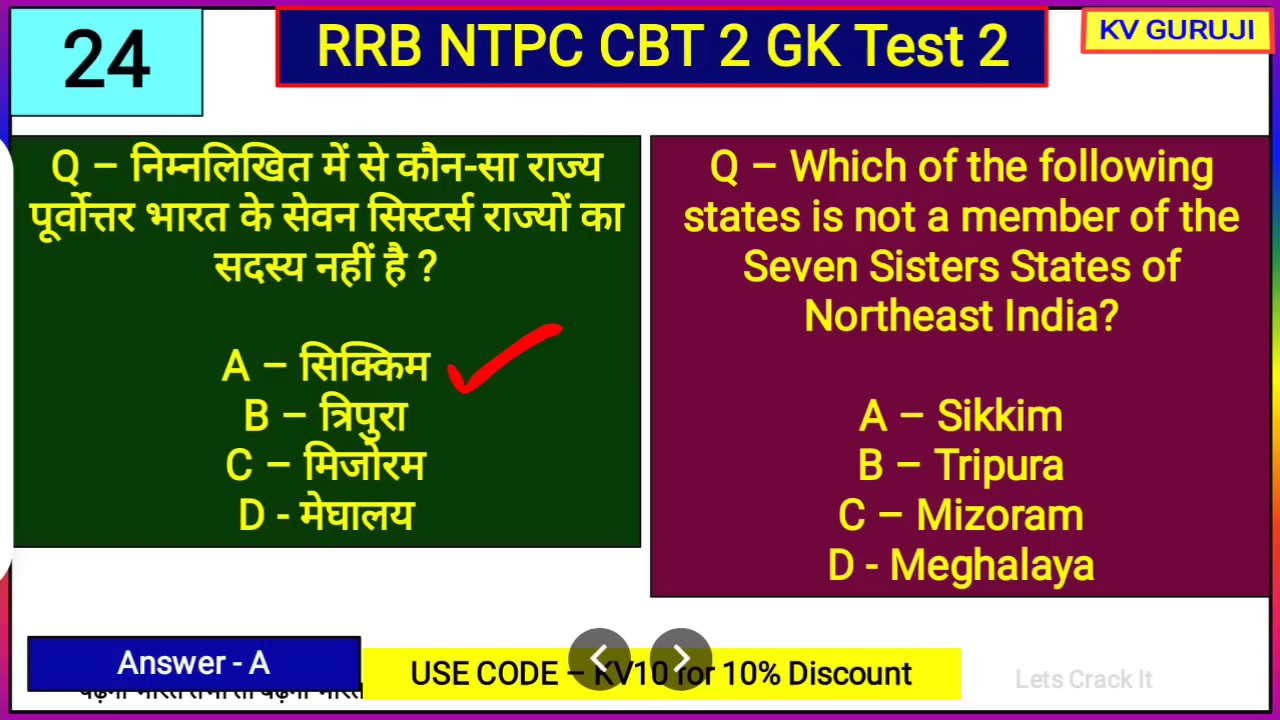 24
RRB NTPC CBT 2 GK Test 2
KV GURUJI
Q – निम्नलिखित में से कौन-सा राज्य
पूर्वोत्तर भारत के सेवन सिस्टर्स राज्यों का
सदस्य नहीं है ?
A – सिक्किम
B – त्रिपुरा
C – मिजोरम
D - मेघालय
Q – Which of the following
states is not a member of the
Seven Sisters States of
Northeast India?
A – Sikkim
B – Tripura
C – Mizoram
D - Meghalaya
Answer - A
USE CODE – KV10 for 10% Discount
Lets Crack It